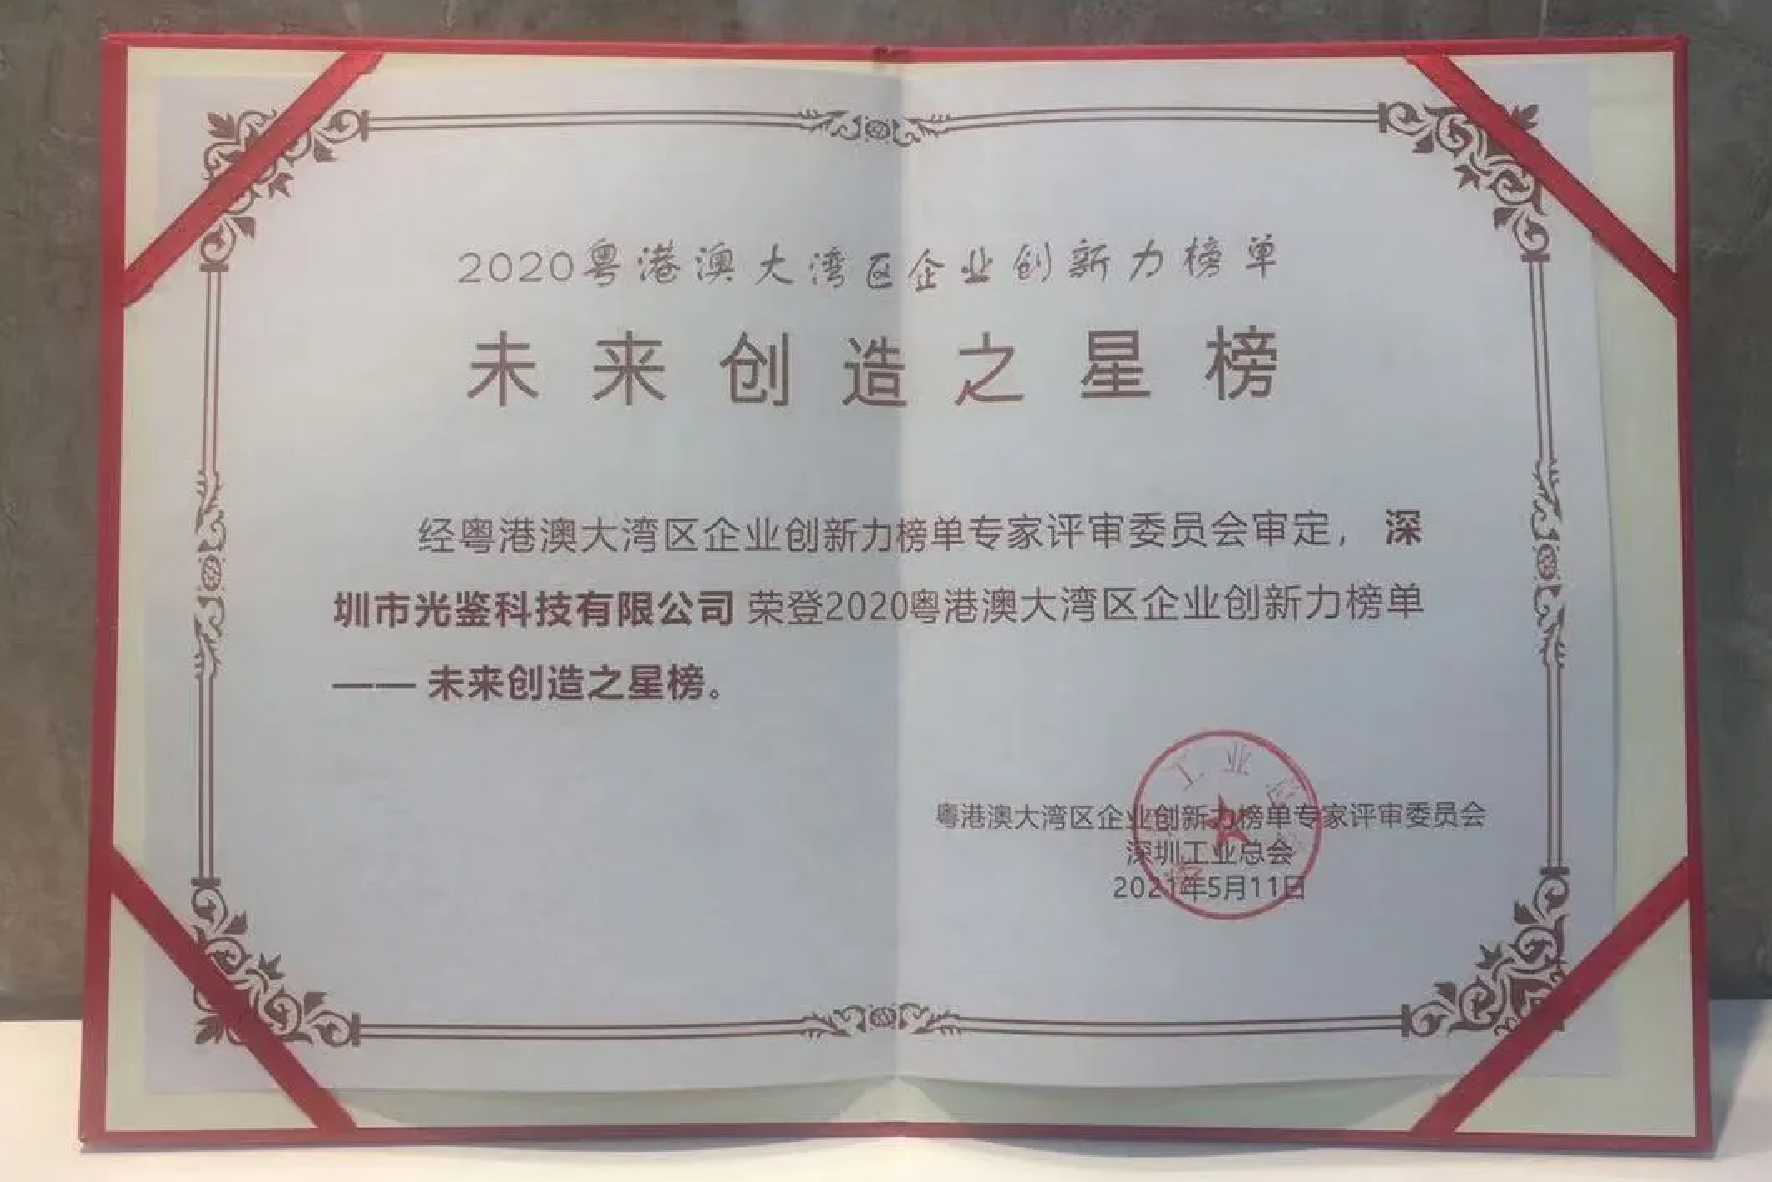 2020粤港澳大湾区企业创新力榜单
未来创造之星榜
经粤港澳大湾区企业创新力榜单专家评审委员会审定，深
圳市光鉴科技有限公司 荣登2020粤港澳大湾区企业创新力榜单
—— 未来创造之星榜。
粤港澳大湾区企业创新力榜单专家评审委员会
深圳工业总会
2021年5月11日
工业